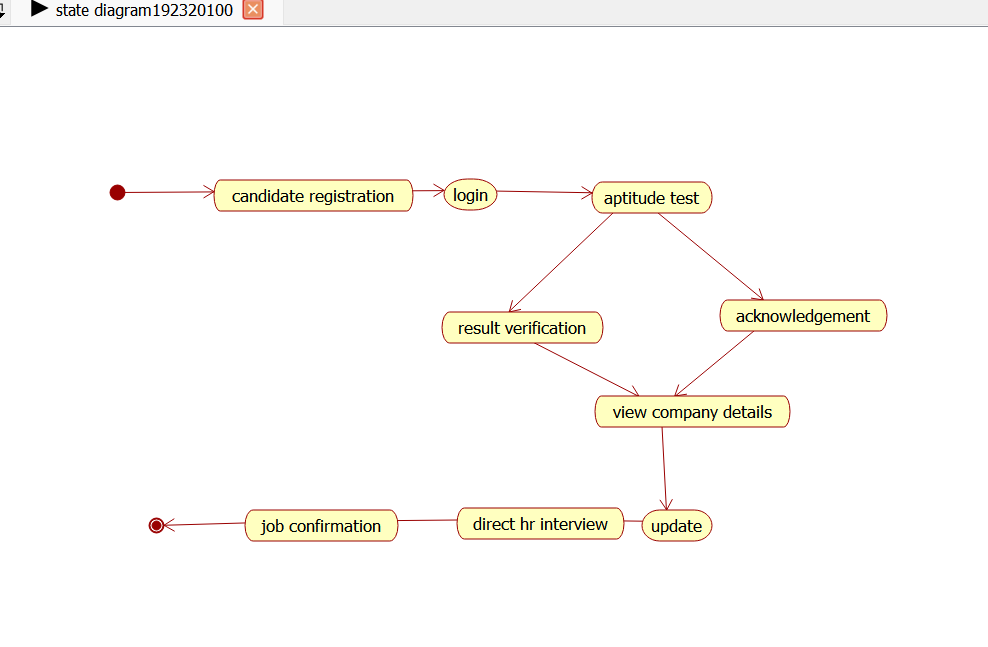 state diagram192320100
candidate registration
login
aptitude test
result verification
acknowledgement
view company details
job confirmation
direct hr interview
update